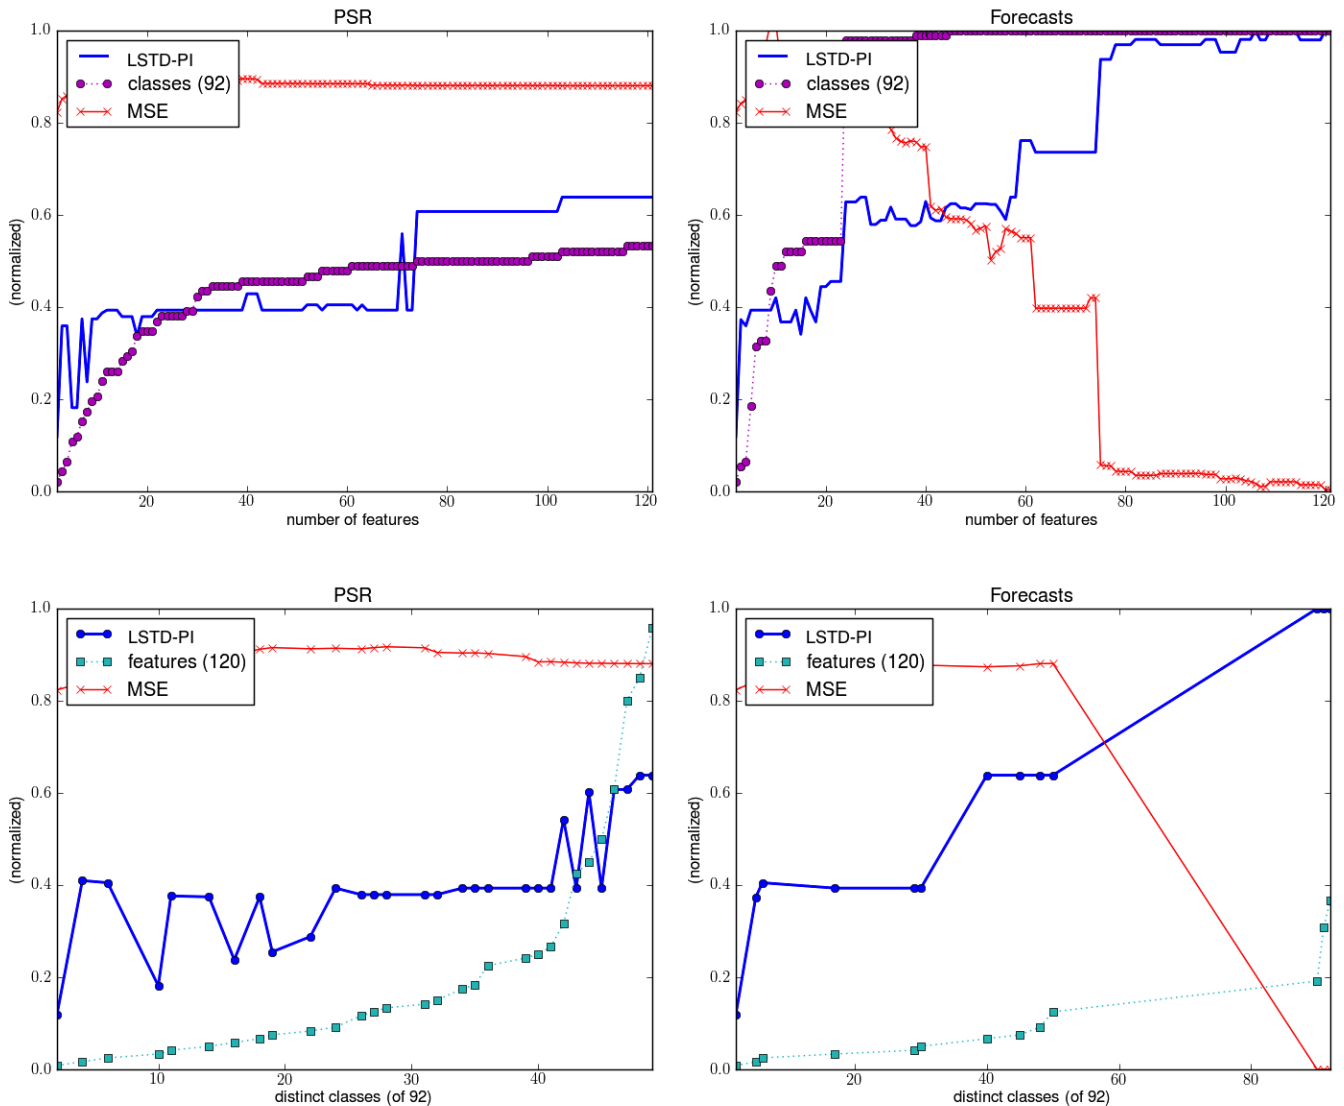 PSR
1.0
0.8
0.6
0.4
0.2
0.0
(normalized)
LSTD-PI
classes (92)
MSE
20
40
60
80
100
120
number of features
Forecasts
1.0
0.8
0.6
0.4
0.2
0.0
(normalized)
LSTD-PI
classes (92)
MSE
20
40
60
80
100
120
number of features
PSR
1.0
0.8
0.6
0.4
0.2
0.0
(normalized)
LSTD-PI
features (120)
MSE
10
20
30
40
distinct classes (of 92)
Forecasts
1.0
0.8
0.6
0.4
0.2
0.0
(normalized)
LSTD-PI
features (120)
MSE
20
40
60
80
distinct classes (of 92)